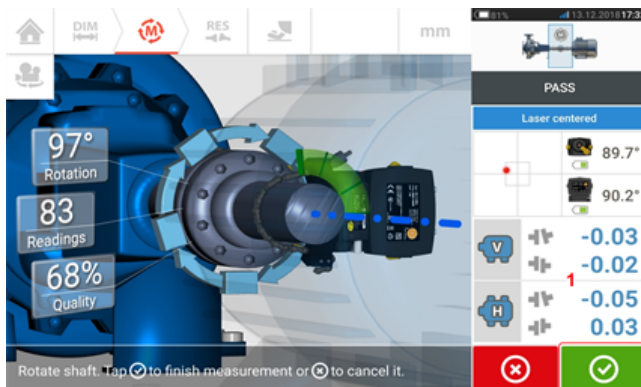 DIM
M
RES
mm
81%
13.12.2018 17:3
M
PASS
Laser centered
97°
Rotation
89.7°
83
Readings
90.2°
68%
Quality
V
-0.03
-0.02
1
H
-0.05
0.03
Rotate shaft. Tap to finish measurement or to cancel it.